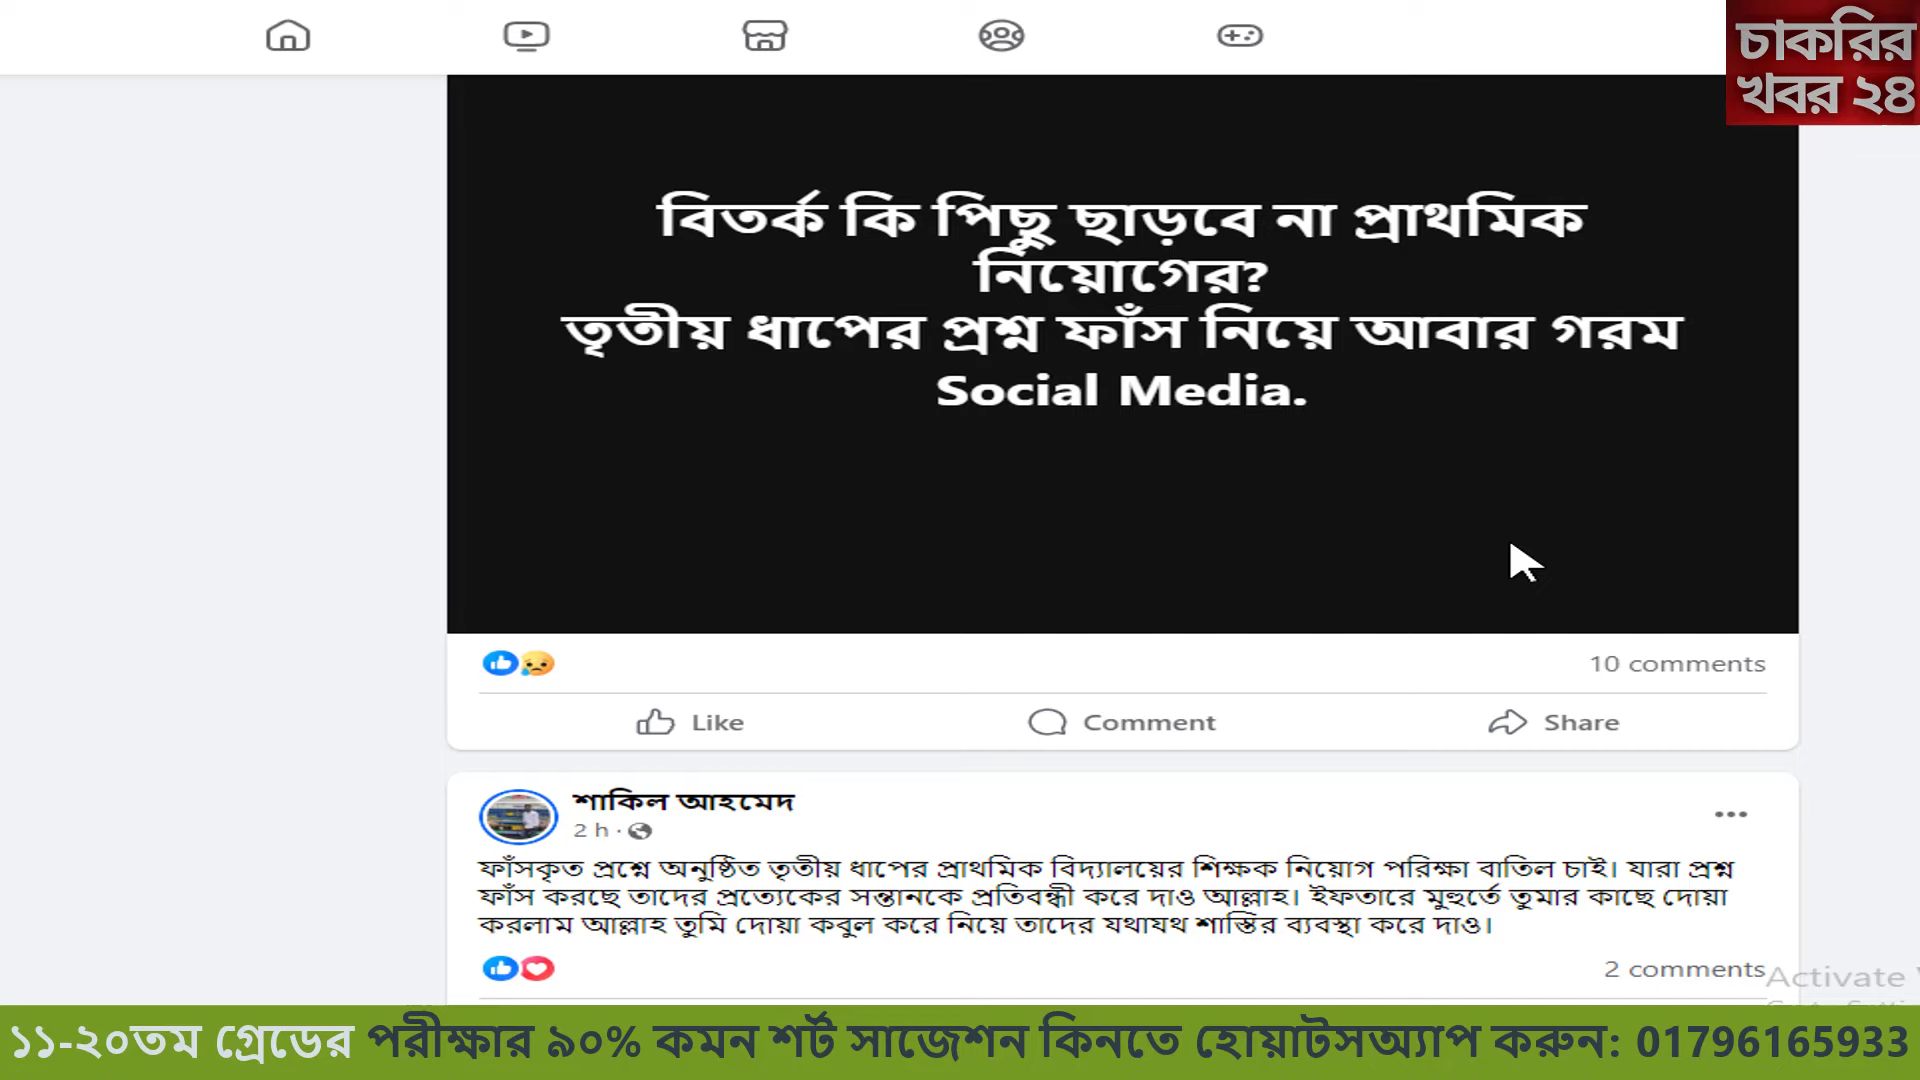 চাকরির
খবর ২৪
বিতর্ক কি পিছু ছাড়বে না প্রাথমিক
নিয়োগের?
তৃতীয় ধাপের প্রশ্ন ফাঁস নিয়ে আবার গরম
Social Media.
10 comments
Like Comment Share
শাকিল আহমেদ
2 h ·
ফাঁসকৃত প্রশ্নে অনুষ্ঠিত তৃতীয় ধাপের প্রাথমিক বিদ্যালয়ের শিক্ষক নিয়োগ পরিক্ষা বাতিল চাই। যারা প্রশ্ন
ফাঁস করছে তাদের প্রত্যেকের সন্তানকে প্রতিবন্ধী করে দাও আল্লাহ। ইফতারে মুহুর্তে তুমার কাছে দোয়া
করলাম আল্লাহ তুমি দোয়া কবুল করে নিয়ে তাদের যথাযথ শাস্তির ব্যবস্থা করে দাও।
2 comments
Activate
১১-২০তম গ্রেডের পরীক্ষার ৯০% কমন শর্ট সাজেশন কিনতে হোয়াটসঅ্যাপ করুন: 01796165933